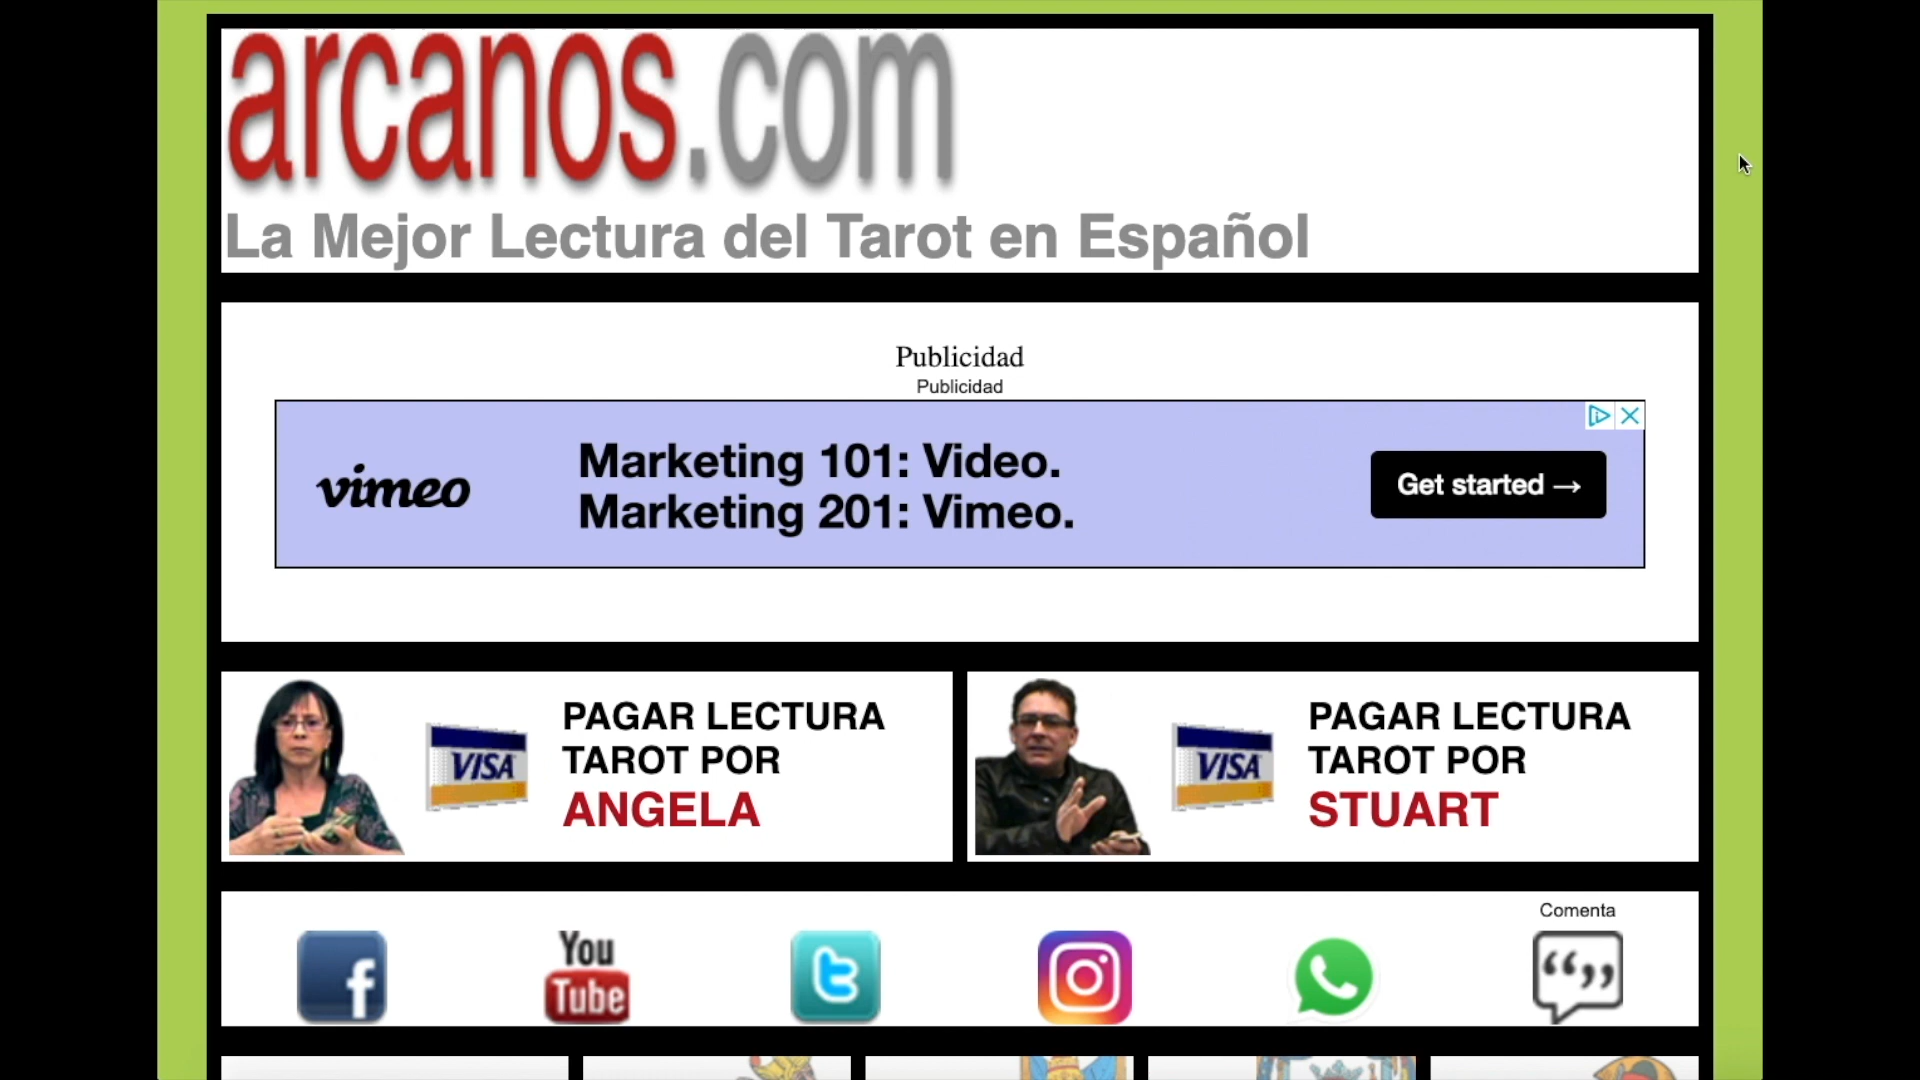 arcanos.com
La Mejor Lectura del Tarot en Español
Publicidad
Publicidad
vimeo
Marketing 101: Video.
Marketing 201: Vimeo.
Get started →
VISA
PAGAR LECTURA
TAROT POR
ANGELA
VISA
PAGAR LECTURA
TAROT POR
STUART
Comenta
f
You
Tube
t